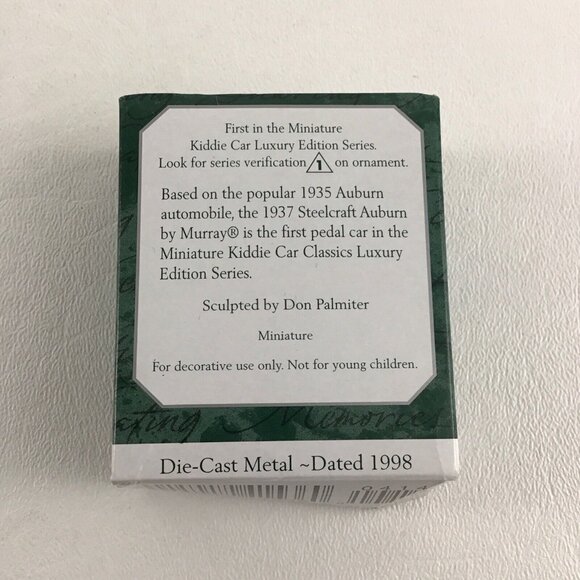 First in the Miniature
Kiddie Car Luxury Edition Series.
Look for series verification 1 on ornament.
Based on the popular 1935 Auburn
automobile, the 1937 Steelcraft Auburn
by Murray® is the first pedal car in the
Miniature Kiddie Car Classics Luxury
Edition Series.
Sculpted by Don Palmiter
Miniature
For decorative use only. Not for young children.
Memories
Die-Cast Metal ~Dated 1998